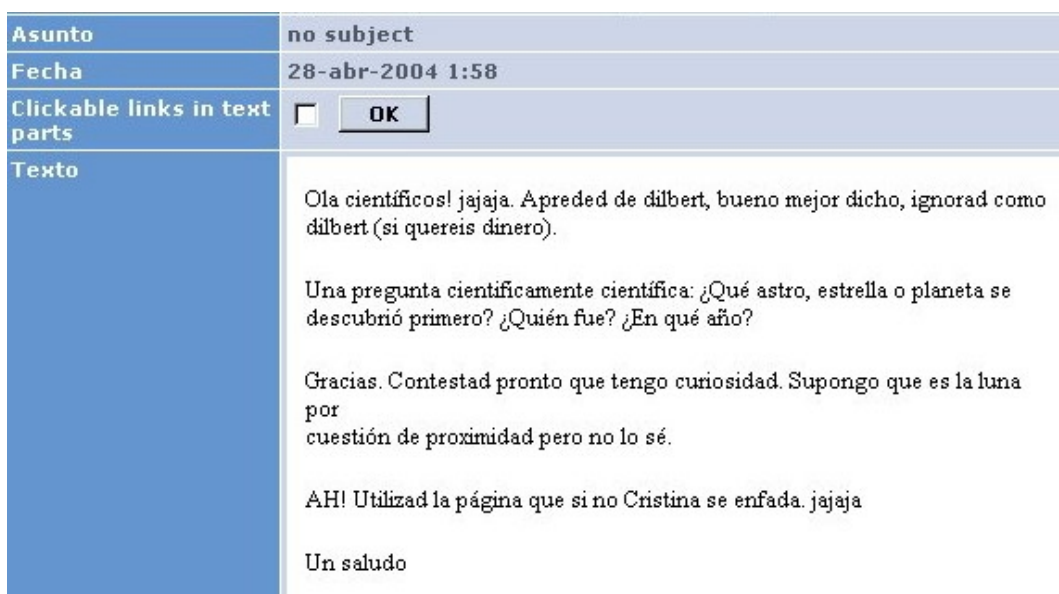 Asunto no subject
Fecha 28-abr-2004 1:58
Clickable links in text
parts
OK
Texto
Ola científicos! jajaja. Apreded de dilbert, bueno mejor dicho, ignorad como
dilbert (si quereis dinero).
Una pregunta cientificamente científica: ¿Qué astro, estrella o planeta se
descubrió primero? ¿Quién fue? ¿En qué año?
Gracias. Contestad pronto que tengo curiosidad. Supongo que es la luna
por
cuestión de proximidad pero no lo sé.
AH! Utilizad la página que si no Cristina se enfada. jajaja
Un saludo